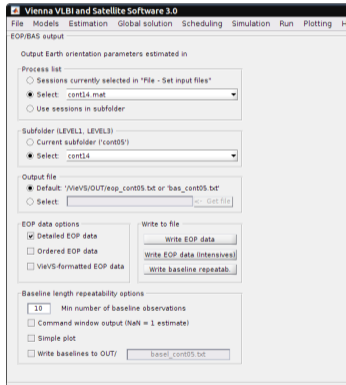 Vienna VLBI and Satellite Software 3.0
File Models Estimation Global solution Scheduling Simulation Run Plotting H
EOP/BAS output
Output Earth orientation parameters estimated in
Process list
Sessions currently selected in "File - Set input files"
Select: cont14.mat
Use sessions in subfolder
Subfolder (LEVEL1, LEVEL3)
Current subfolder ('cont05')
Select: cont14
Output file
Default: '/VieVS/OUT/eop_cont05.txt or 'bas_cont05.txt'
Select: <- Get file
EOP data options
Detailed EOP data
Ordered EOP data
VieVS-formatted EOP data
Write to file
Write EOP data
Write EOP data (Intensives)
Write baseline repeatab.
Baseline length repeatability options
10 Min number of baseline observations
Command window output (NaN = 1 estimate)
Simple plot
Write baselines to OUT/ basel_cont05.txt